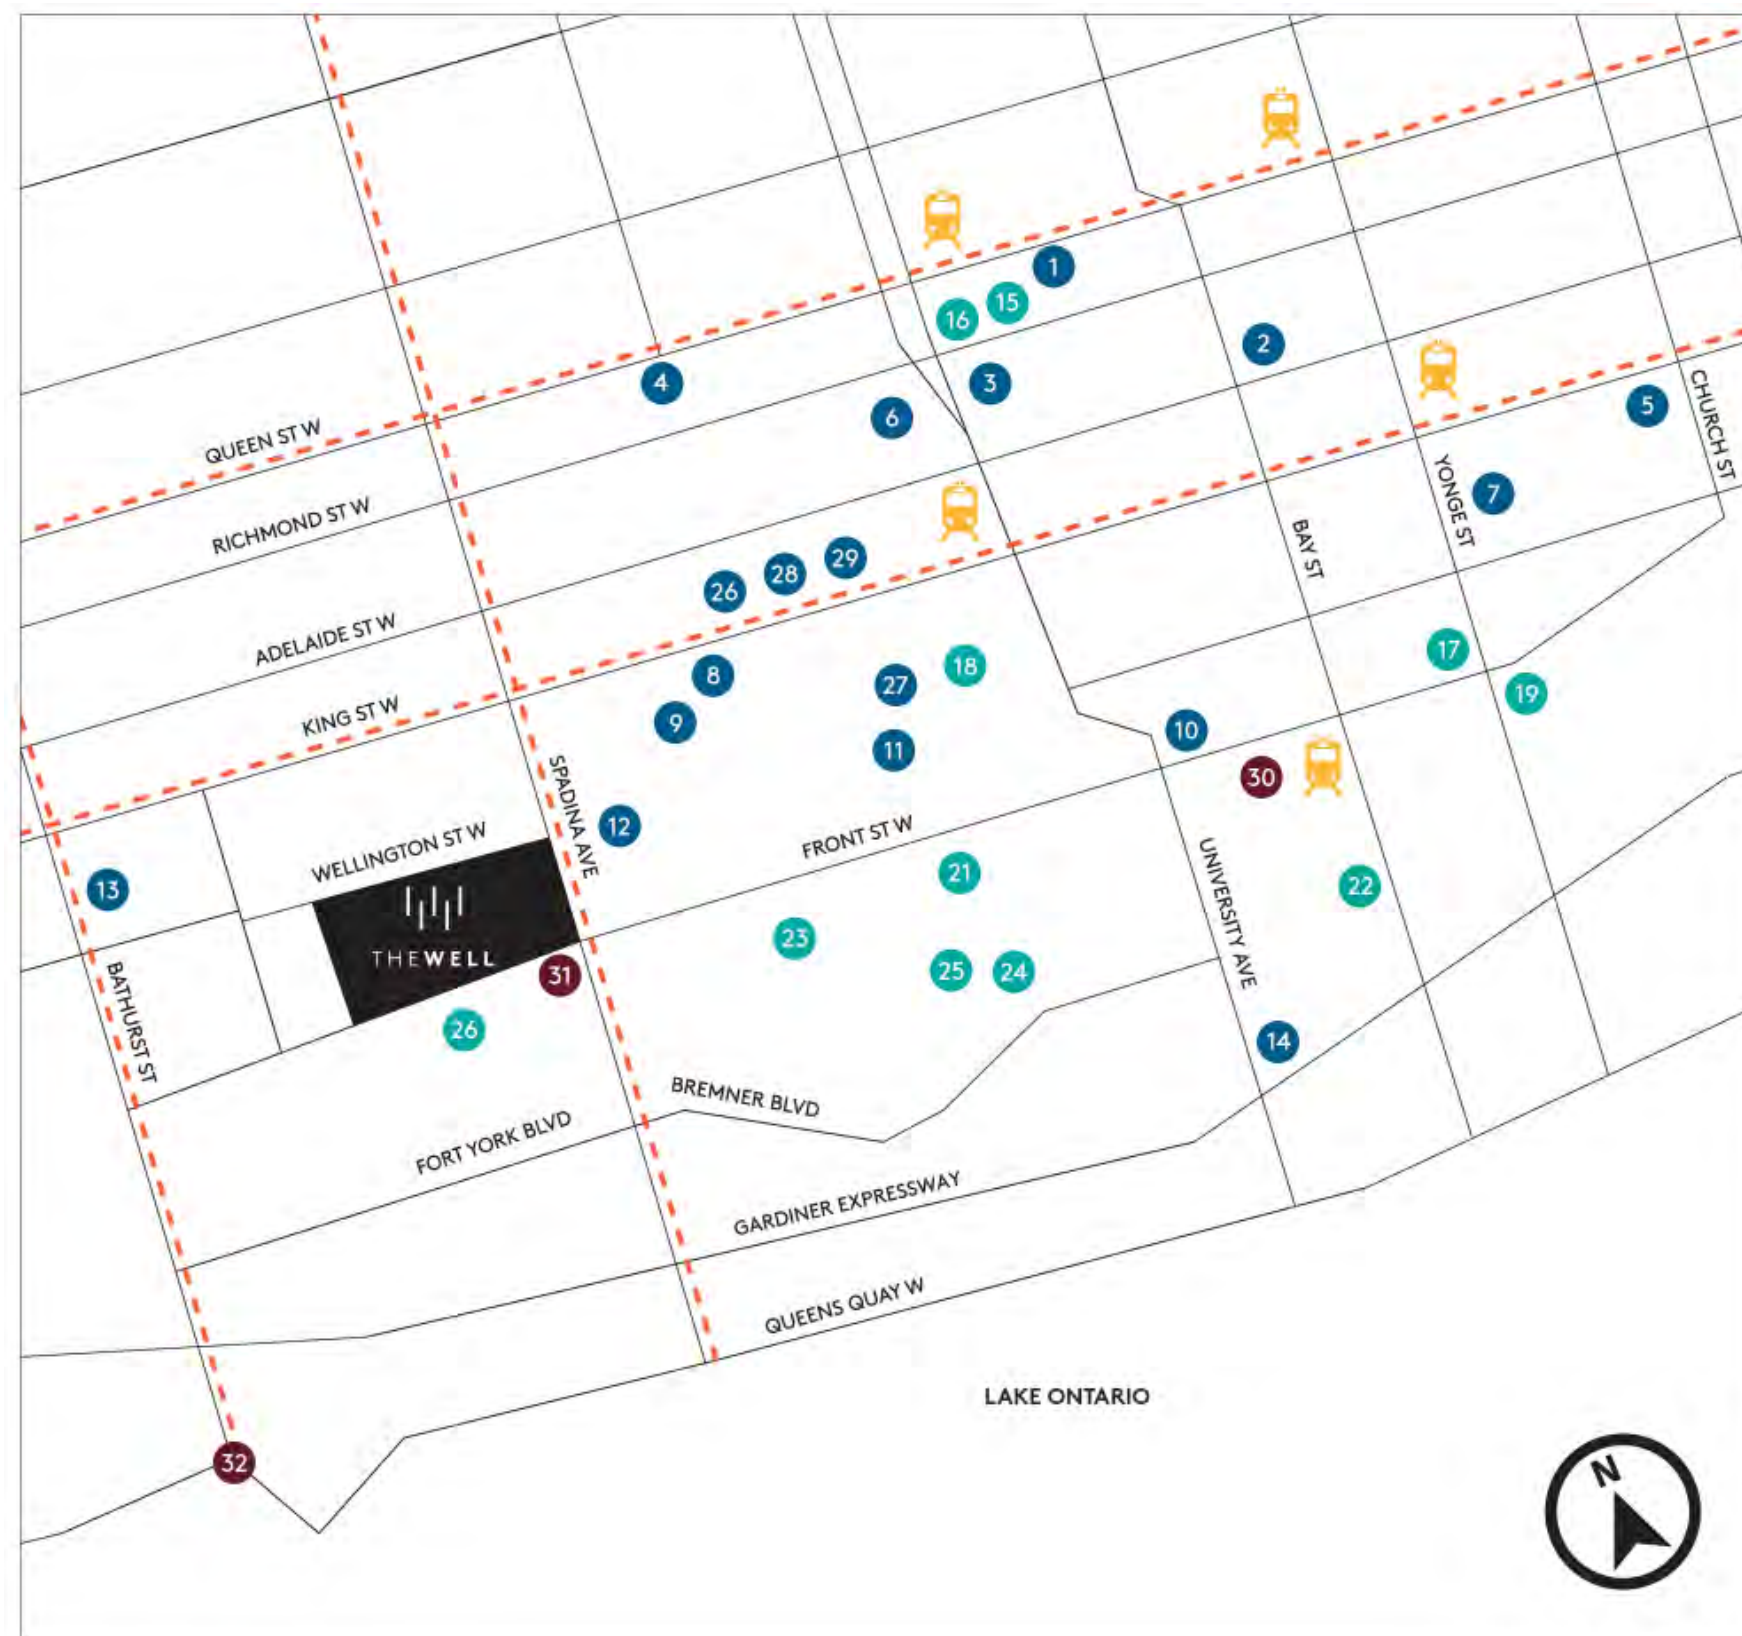 1
15
16
2
4
3
CHURCH ST
5
6
QUEEN ST W
YONGE ST
7
RICHMOND ST W
BAY ST
29
28
26
ADELAIDE ST W
17
18
8
27
19
KING ST W
9
10
11
30
SPADINA AVE
12
WELLINGTON ST W
FRONT ST W
13
21
22
UNIVERSITY AVE
23
THEWELL
31
25
24
BATHURST ST
26
14
BREMNER BLVD
FORT YORK BLVD
GARDINER EXPRESSWAY
QUEENS QUAY W
LAKE ONTARIO
32
N